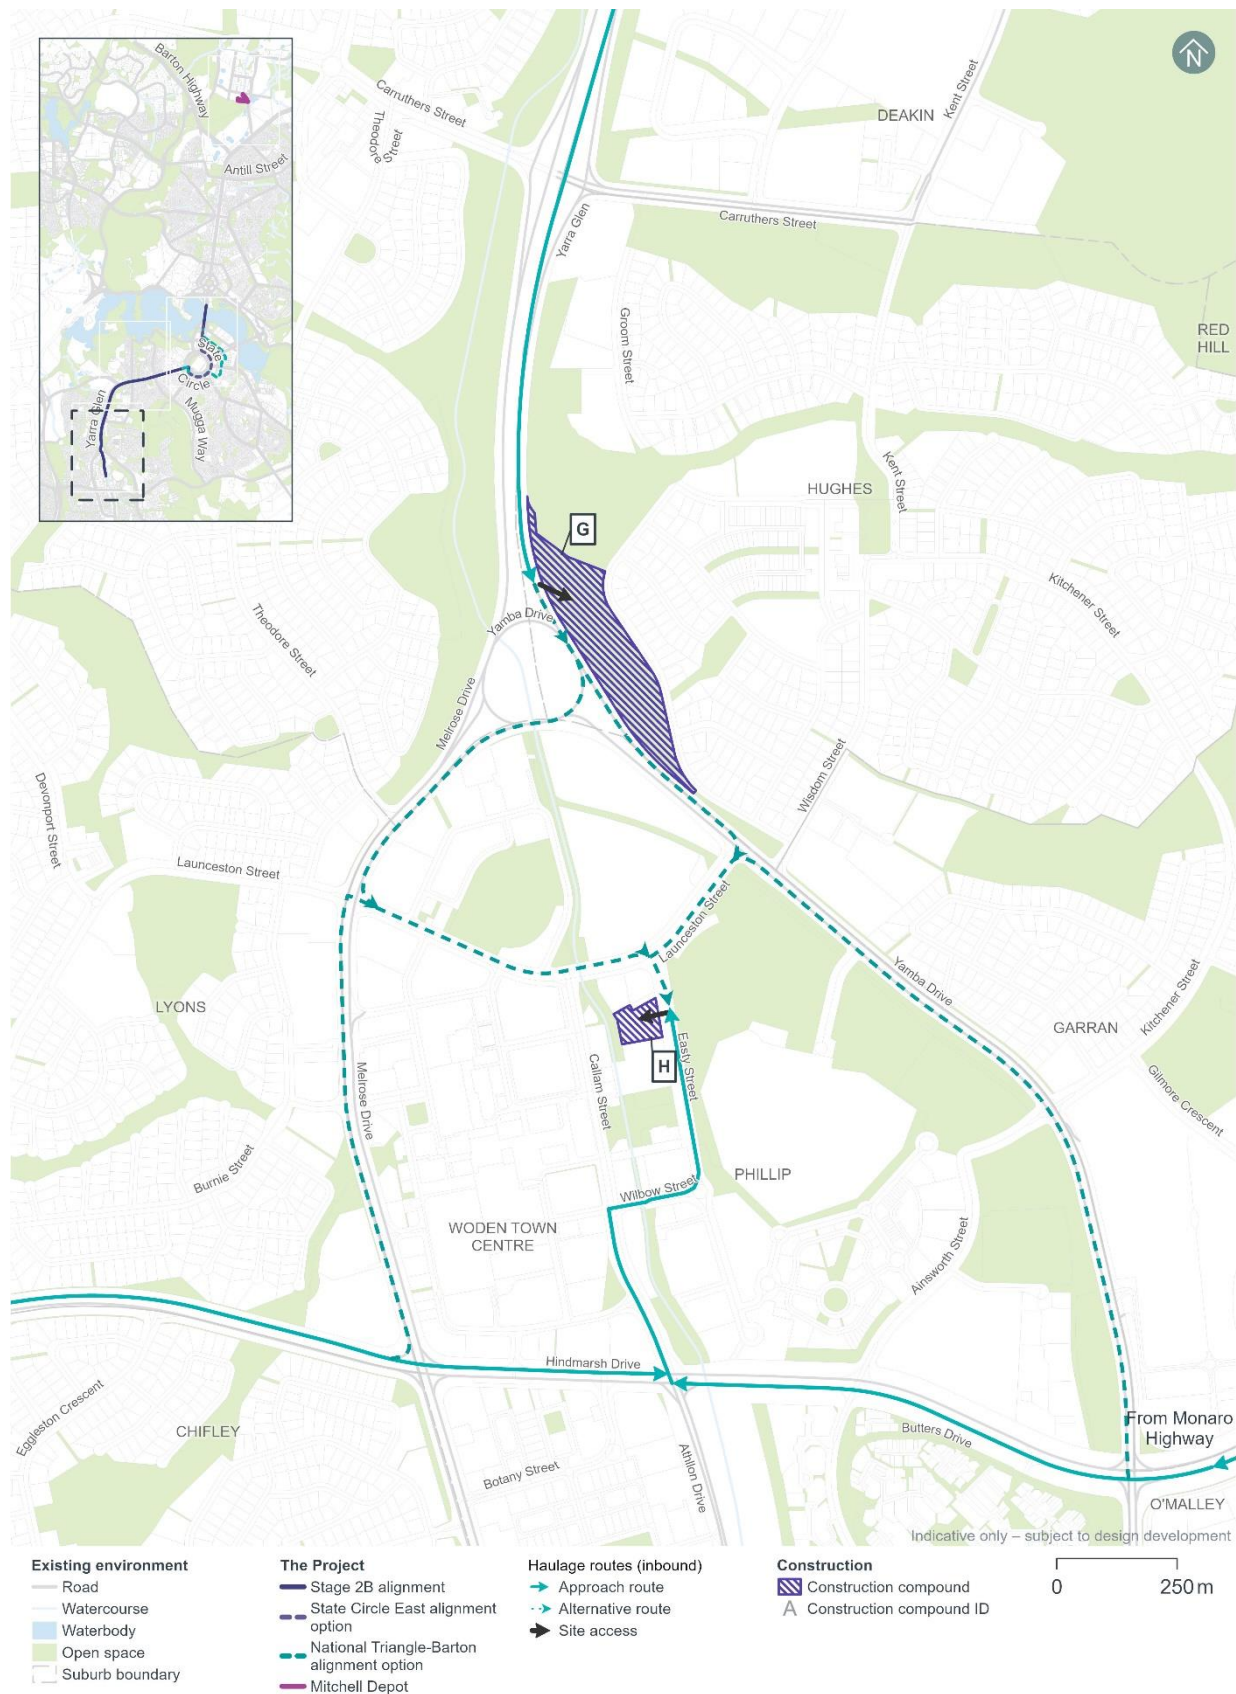 N
Barton Highway
Antill Street
State
Circle
Yarra Glen
Mugga Way
Carruthers Street
Theodore
Street
DEAKIN
Kent Street
Yarra Glen
Carruthers Street
Groom Street
RED
HILL
HUGHES
Kent Street
G
Kitchener Street
Theodore Street
Yamba Drive
Melrose Drive
Wisdom Street
Devonport Street
Launceston Street
Launceston Street
Yamba Drive
LYONS
Kitchener Street
GARRAN
Easty Street
H
Callam Street
Melrose Drive
Gilmore Crescent
Burnie Street
PHILLIP
Wilbow Street
WODEN TOWN
CENTRE
Ainsworth Street
Hindmarsh Drive
Eggleston Crescent
CHIFLEY
Butters Drive
From Monaro
Highway
Botany Street
Athllon Drive
O'MALLEY
Indicative only – subject to design development
Existing environment
Road
Watercourse
Waterbody
Open space
Suburb boundary
The Project
Stage 2B alignment
State Circle East alignment
option
National Triangle-Barton
alignment option
Mitchell Depot
Haulage routes (inbound)
Approach route
Alternative route
Site access
Construction
Construction compound
A Construction compound ID
0 250 m